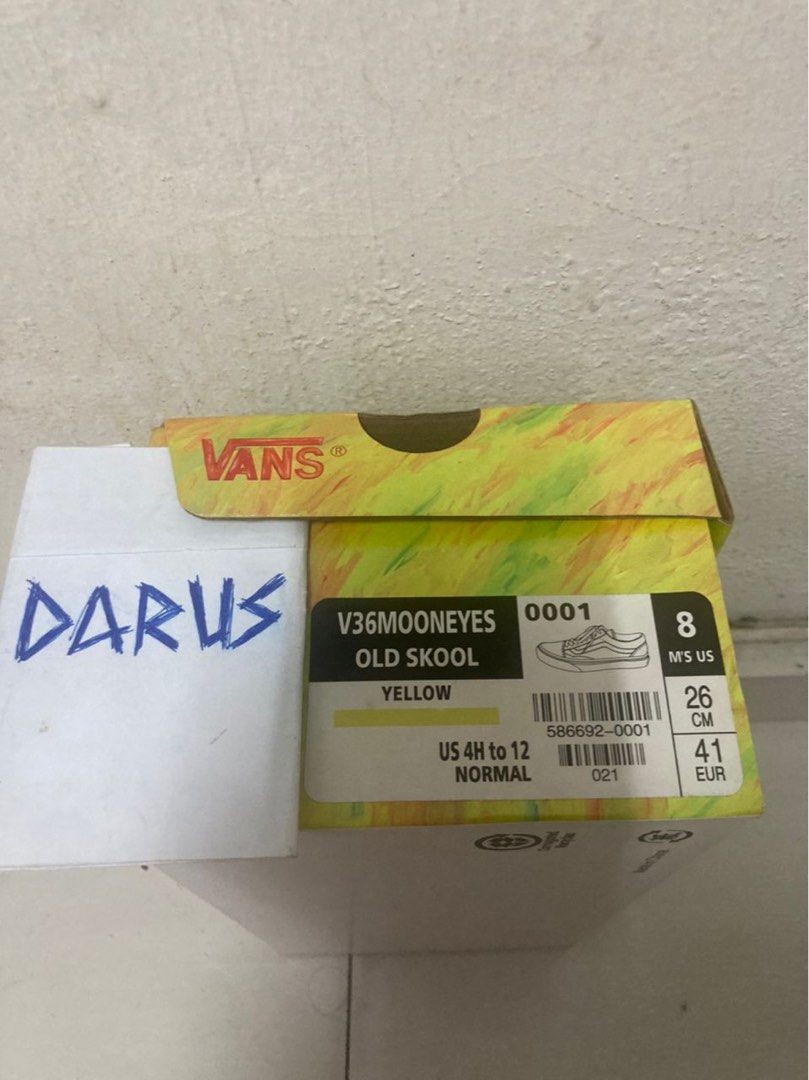 VANS®
DARUS
V36MOONEYES
OLD SKOOL
0001
8
M'S US
YELLOW
26
CM
586692-0001
US 4H to 12
NORMAL
021
41
EUR